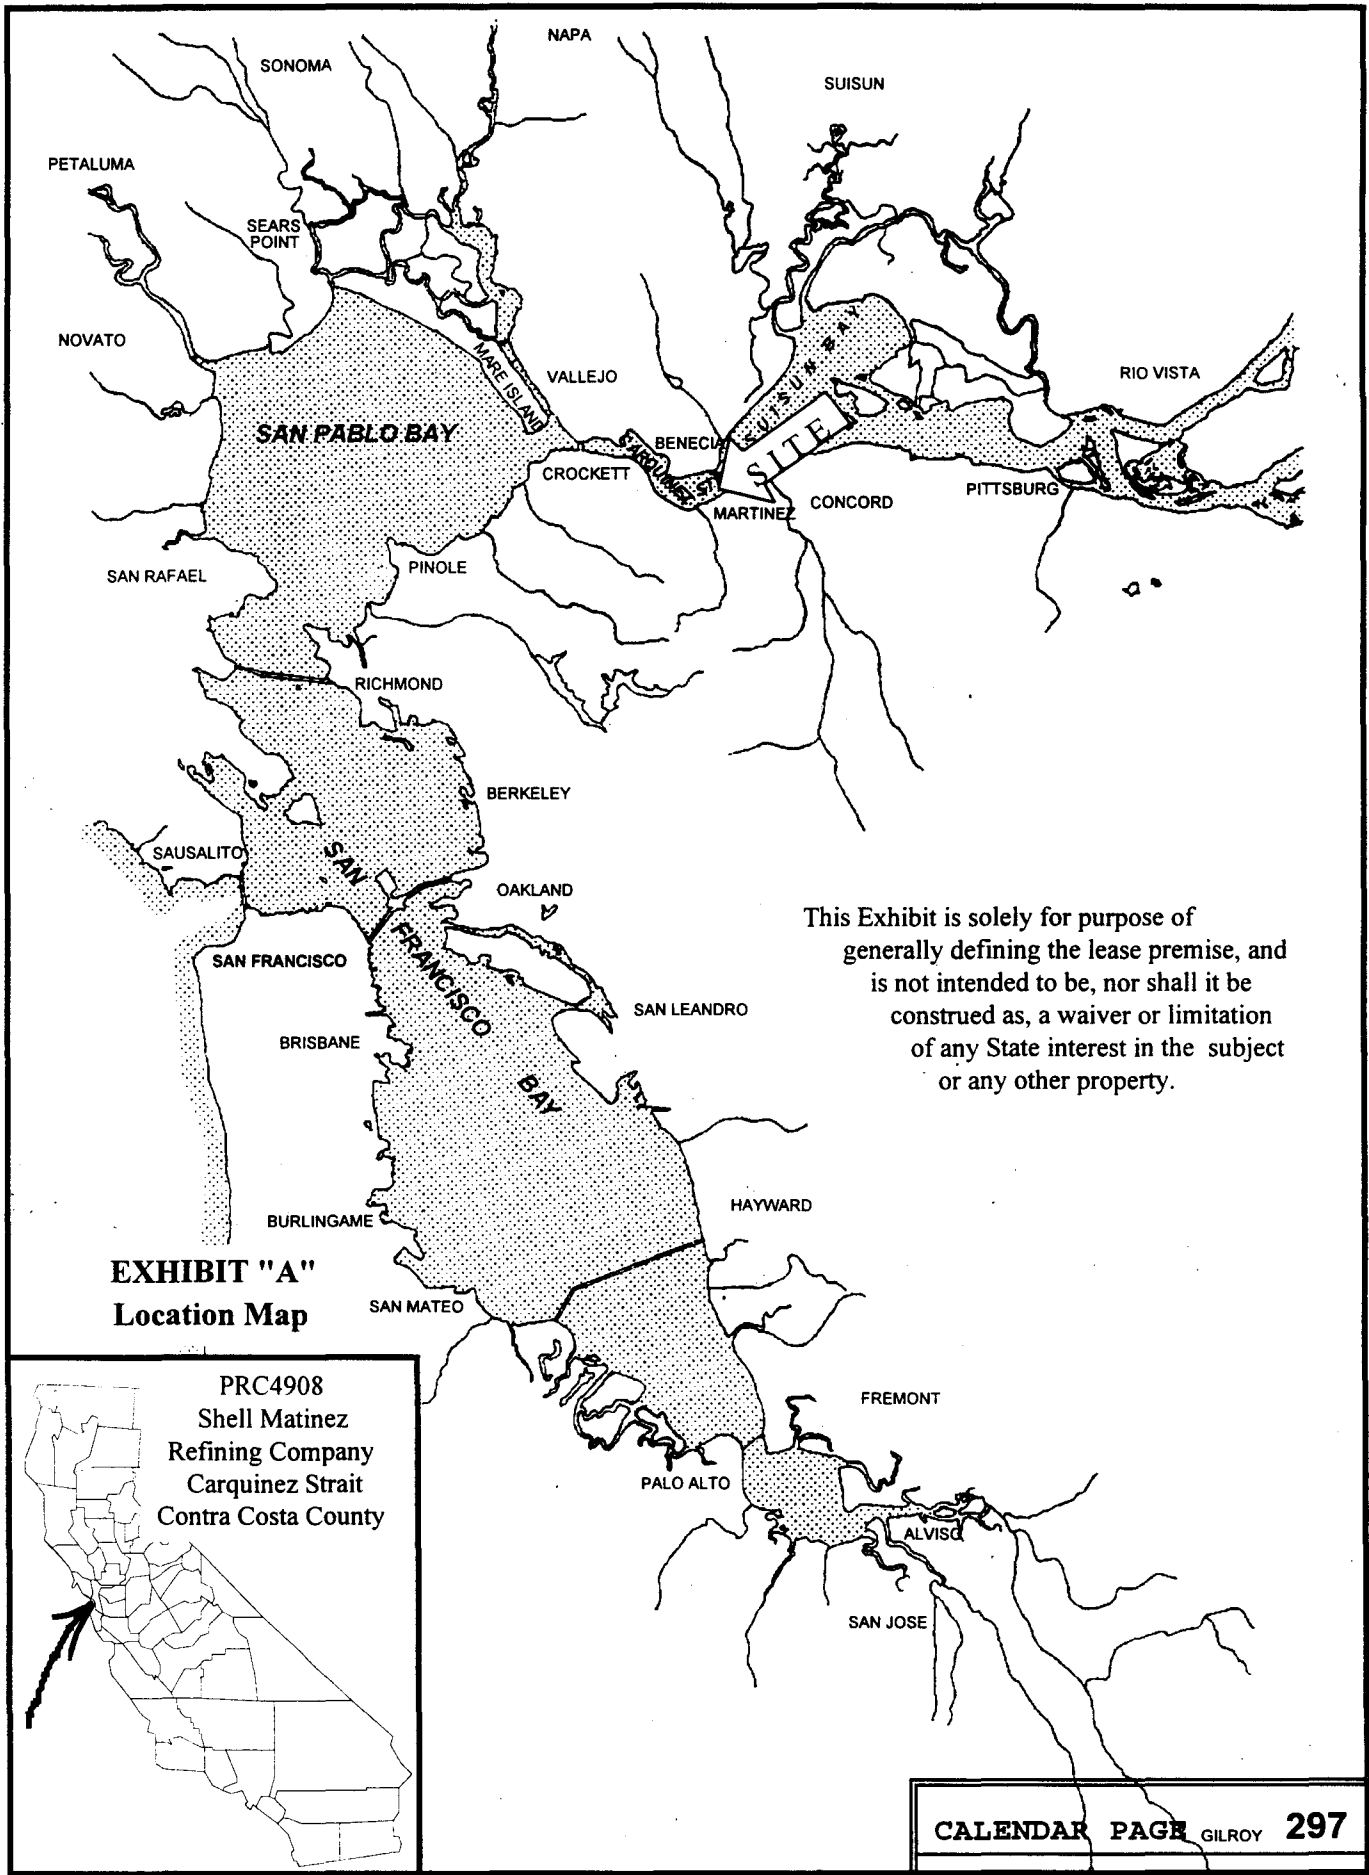 NAPA
SONOMA
SUISUN
PETALUMA
SEARS
POINT
NOVATO
MARE ISLAND
VALLEJO
SUISUN BAY
RIO VISTA
SAN PABLO BAY
BENECIA
CARQUINEZ ST
SITE
CROCKETT
MARTINEZ
CONCORD
PITTSBURG
SAN RAFAEL
PINOLE
RICHMOND
BERKELEY
SAUSALITO
SAN
FRANCISCO
BAY
OAKLAND
This Exhibit is solely for purpose of
generally defining the lease premise, and
is not intended to be, nor shall it be
construed as, a waiver or limitation
of any State interest in the subject
or any other property.
SAN FRANCISCO
SAN LEANDRO
BRISBANE
HAYWARD
BURLINGAME
EXHIBIT "A"
Location Map
SAN MATEO
PRC4908
Shell Matinez
Refining Company
Carquinez Strait
Contra Costa County
FREMONT
PALO ALTO
ALVISO
SAN JOSE
CALENDAR PAGE GILROY 297